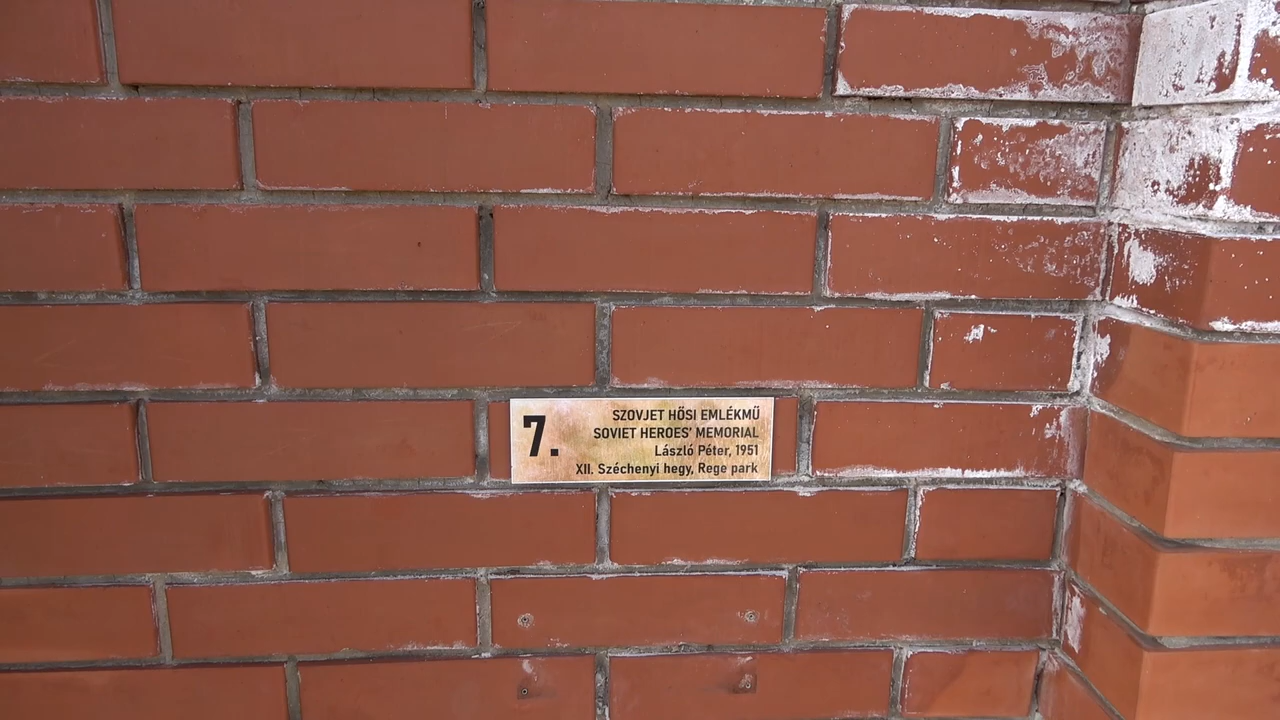 7.
SZOVJET HŐSI EMLÉKMŰ
SOVIET HEROES' MEMORIAL
László Péter, 1951
XII. Széchenyi hegy, Rege park